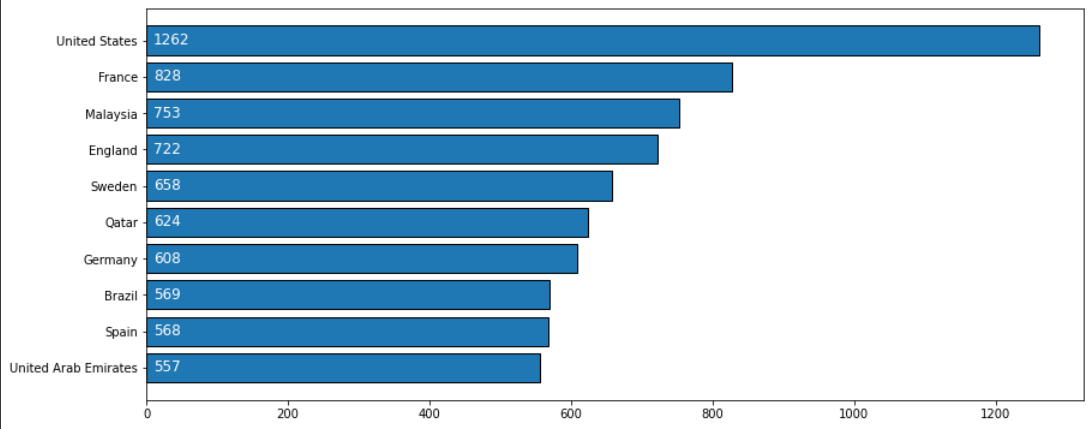 United States 1262
France 828
Malaysia 753
England 722
Sweden 658
Qatar 624
Germany 608
Brazil 569
Spain 568
United Arab Emirates 557
0 200 400 600 800 1000 1200